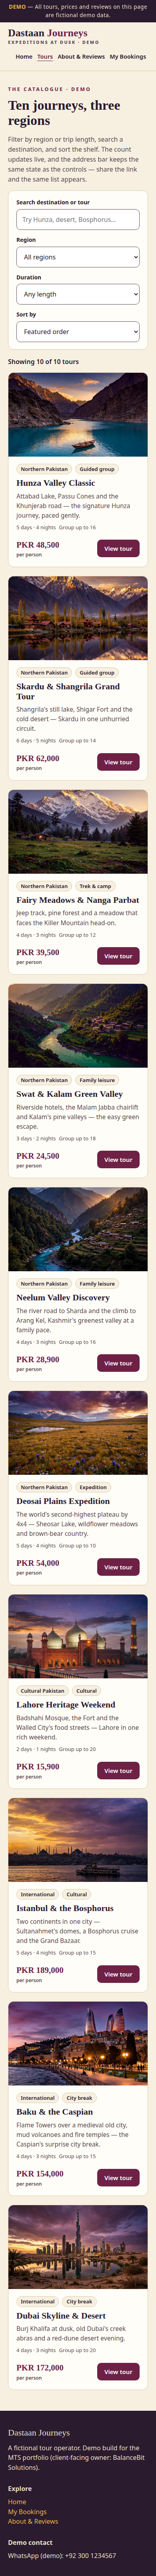 DEMO — All tours, prices and reviews on this page
are fictional demo data.
Dastaan Journeys
EXPEDITIONS AT DUSK · DEMO
Home Tours About & Reviews My Bookings
THE CATALOGUE · DEMO
Ten journeys, three
regions
Filter by region or trip length, search a
destination, and sort the shelf. The count
updates live, and the address bar keeps the
same state as the controls — share the link
and the same list appears.
Search destination or tour
Try Hunza, desert, Bosphorus…
Region
All regions
Duration
Any length
Sort by
Featured order
Showing 10 of 10 tours
Northern Pakistan Guided group
Hunza Valley Classic
Attabad Lake, Passu Cones and the
Khunjerab road — the signature Hunza
journey, paced gently.
5 days · 4 nights Group up to 16
PKR 48,500
per person
View tour
Northern Pakistan Guided group
Skardu & Shangrila Grand
Tour
Shangrila's still lake, Shigar Fort and the
cold desert — Skardu in one unhurried
circuit.
6 days · 5 nights Group up to 14
PKR 62,000
per person
View tour
Northern Pakistan Trek & camp
Fairy Meadows & Nanga Parbat
Jeep track, pine forest and a meadow that
faces the Killer Mountain head-on.
4 days · 3 nights Group up to 12
PKR 39,500
per person
View tour
Northern Pakistan Family leisure
Swat & Kalam Green Valley
Riverside hotels, the Malam Jabba chairlift
and Kalam's pine valleys — the easy green
escape.
3 days · 2 nights Group up to 18
PKR 24,500
per person
View tour
Northern Pakistan Family leisure
Neelum Valley Discovery
The river road to Sharda and the climb to
Arang Kel, Kashmir's greenest valley at a
family pace.
4 days · 3 nights Group up to 16
PKR 28,900
per person
View tour
Northern Pakistan Expedition
Deosai Plains Expedition
The world's second-highest plateau by
4x4 — Sheosar Lake, wildflower meadows
and brown-bear country.
5 days · 4 nights Group up to 10
PKR 54,000
per person
View tour
Cultural Pakistan Cultural
Lahore Heritage Weekend
Badshahi Mosque, the Fort and the
Walled City's food streets — Lahore in one
rich weekend.
2 days · 1 nights Group up to 20
PKR 15,900
per person
View tour
International Cultural
Istanbul & the Bosphorus
Two continents in one city —
Sultanahmet's domes, a Bosphorus cruise
and the Grand Bazaar.
5 days · 4 nights Group up to 15
PKR 189,000
per person
View tour
International City break
Baku & the Caspian
Flame Towers over a medieval old city,
mud volcanoes and fire temples — the
Caspian's surprise city break.
4 days · 3 nights Group up to 15
PKR 154,000
per person
View tour
International City break
Dubai Skyline & Desert
Burj Khalifa at dusk, old Dubai's creek
abras and a red-dune desert evening.
4 days · 3 nights Group up to 20
PKR 172,000
per person
View tour
Dastaan Journeys
A fictional tour operator. Demo build for the
MTS portfolio (client-facing owner: BalanceBit
Solutions).
Explore
Home
My Bookings
About & Reviews
Demo contact
WhatsApp (demo): +92 300 1234567